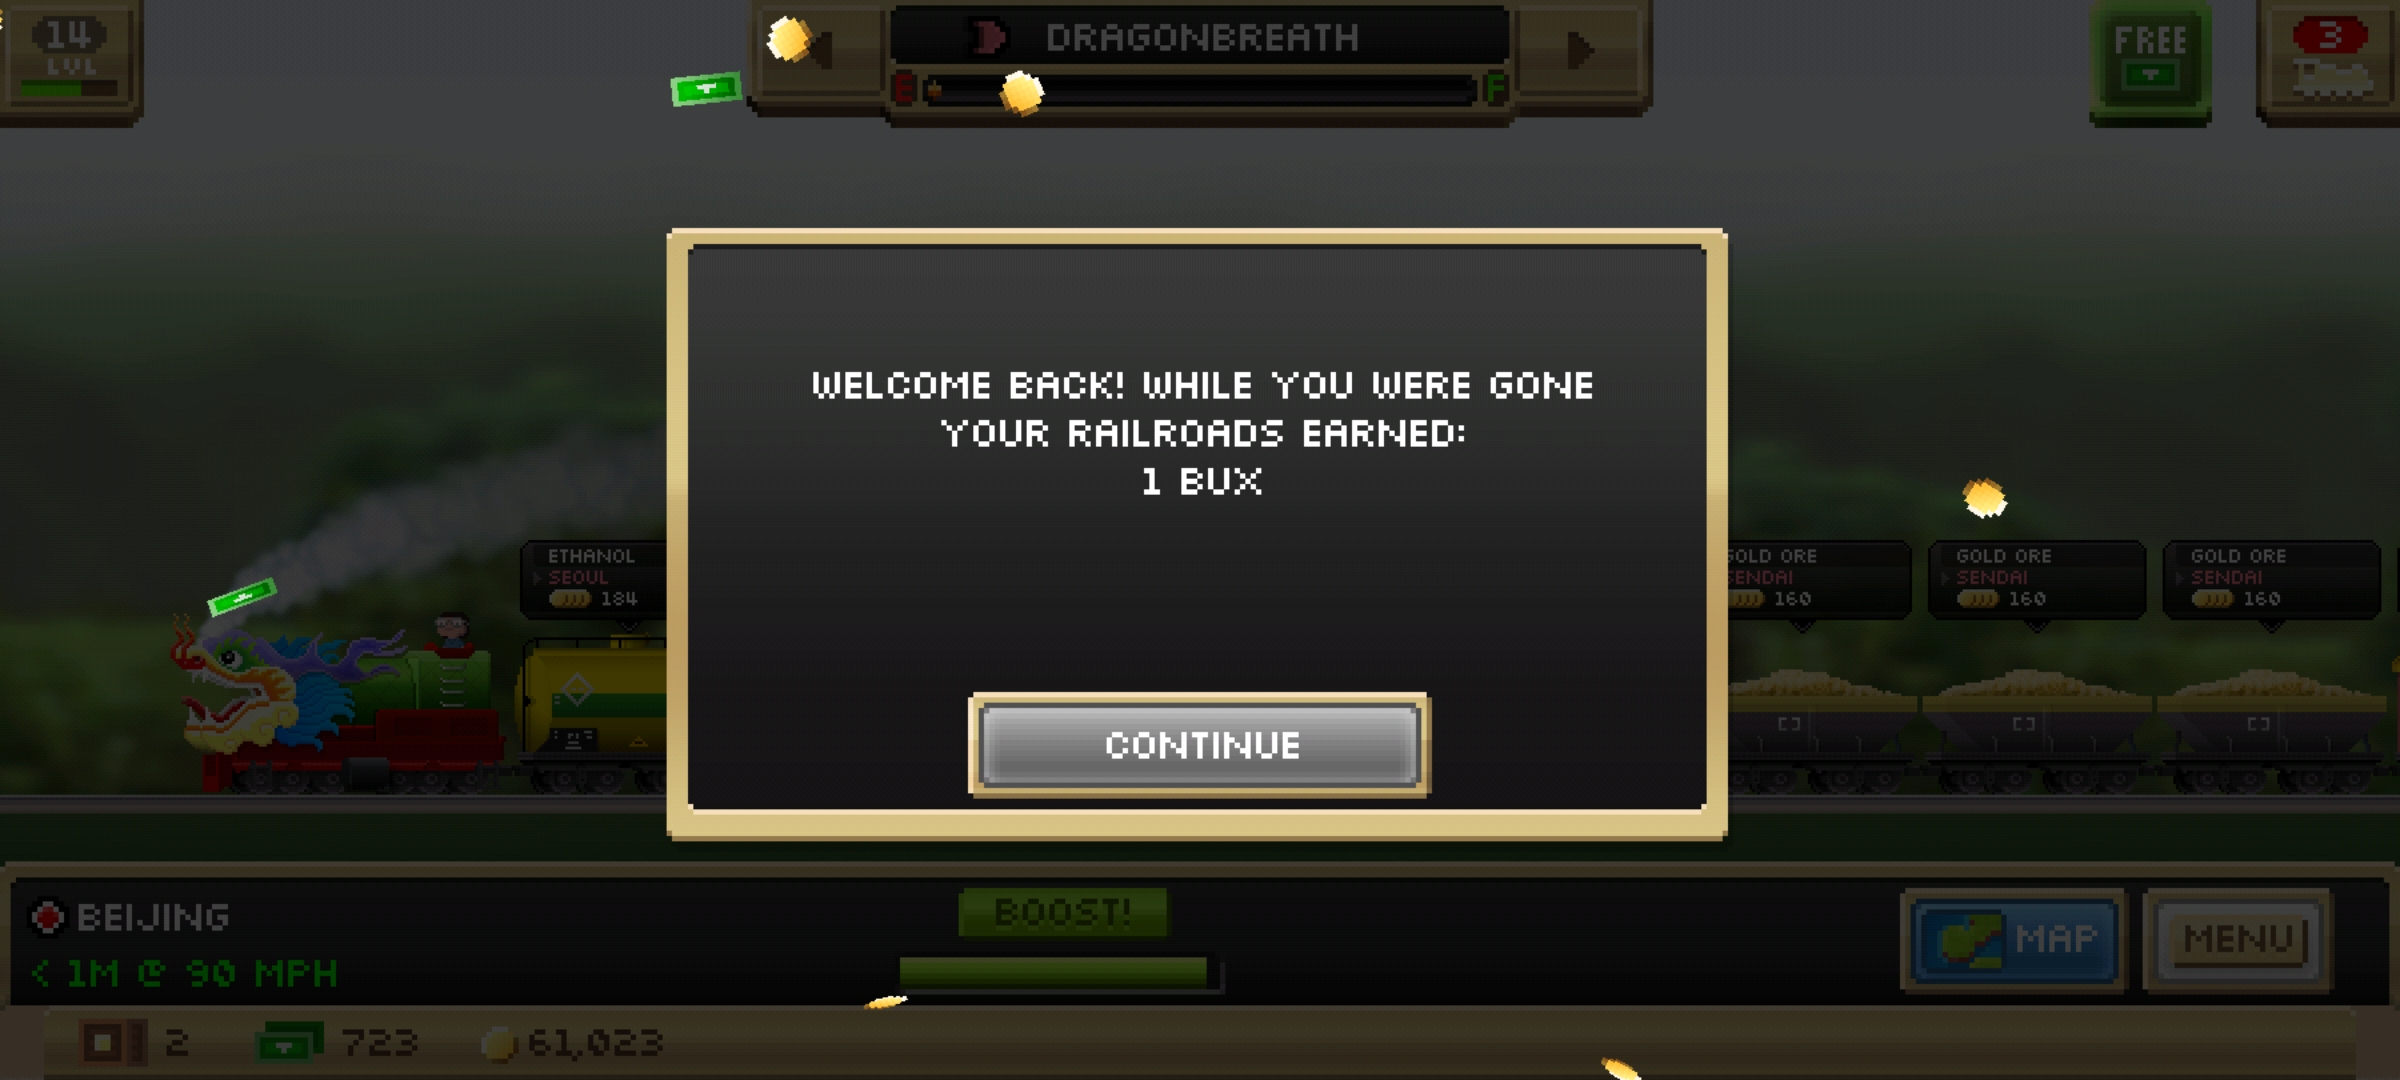 14
LVL
DRAGONBREATH
E
F
FREE
3
WELCOME BACK! WHILE YOU WERE GONE
YOUR RAILROADS EARNED:
1 BUX
ETHANOL
SEOUL
184
GOLD ORE
SENDAI
160
GOLD ORE
SENDAI
160
GOLD ORE
SENDAI
160
CONTINUE
BEIJING
< 1M @ 90 MPH
BOOST!
MAP
MENU
2
723
61,023